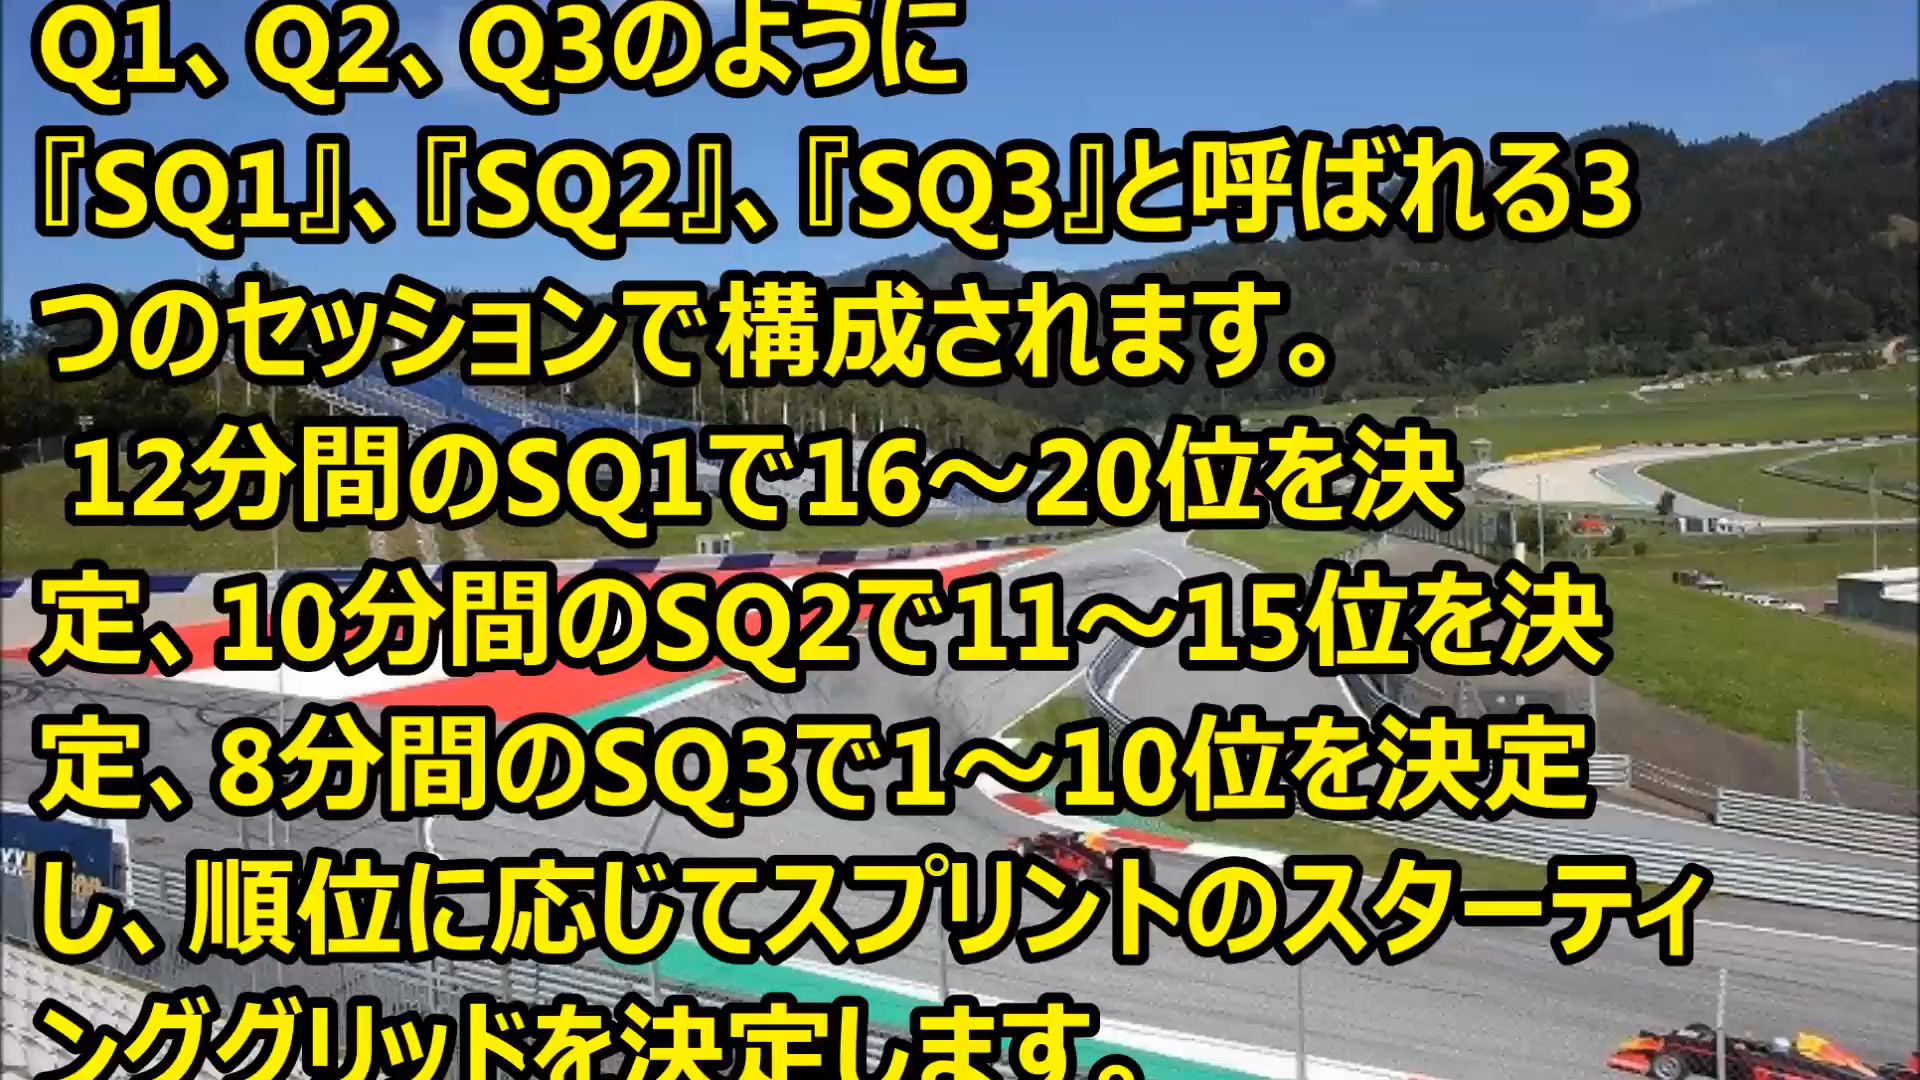 Q1、Q2、Q3のように
『SQ1』、『SQ2』、『SQ3』と呼ばれる3
つのセッションで構成されます。
12分間のSQ1で16～20位を決
定、10分間のSQ2で11～15位を決
定、8分間のSQ3で1～10位を決定
し、順位に応じてスプリントのスターティ
ンググリッドを決定します。